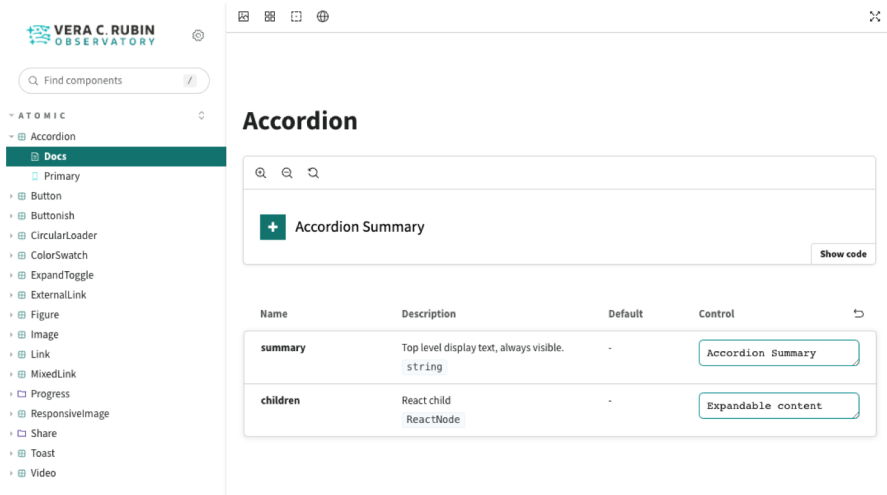 VERA C. RUBIN
OBSERVATORY
Find components
/
ATOMIC
Accordion
Docs
Primary
Button
Buttonish
CircularLoader
ColorSwatch
ExpandToggle
ExternalLink
Figure
Image
Link
MixedLink
Progress
ResponsiveImage
Share
Toast
Video
Accordion
Accordion Summary
Show code
Name Description Default Control
summary Top level display text, always visible. - Accordion Summary
string
children React child - Expandable content
ReactNode